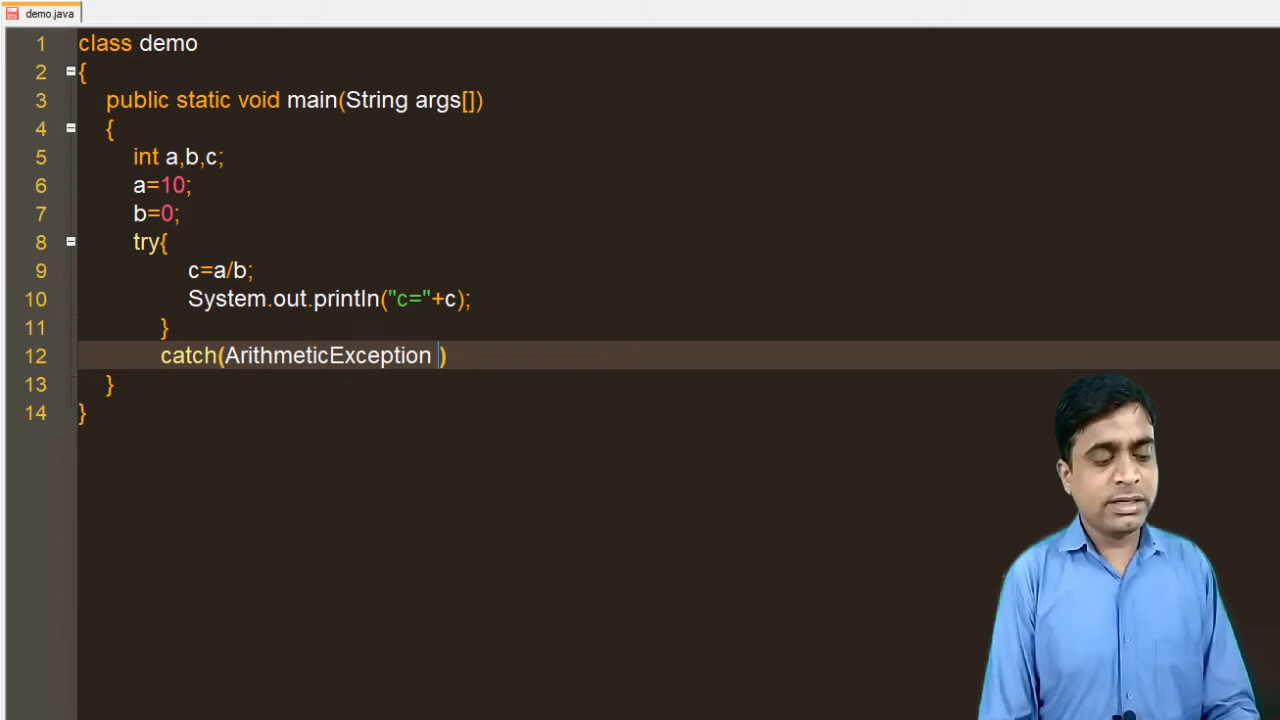 demo.java
1 class demo
2 {
3 public static void main(String args[])
4 {
5 int a,b,c;
6 a=10;
7 b=0;
8 try{
9 c=a/b;
10 System.out.println("c="+c);
11 }
12 catch(ArithmeticException )
13 }
14 }